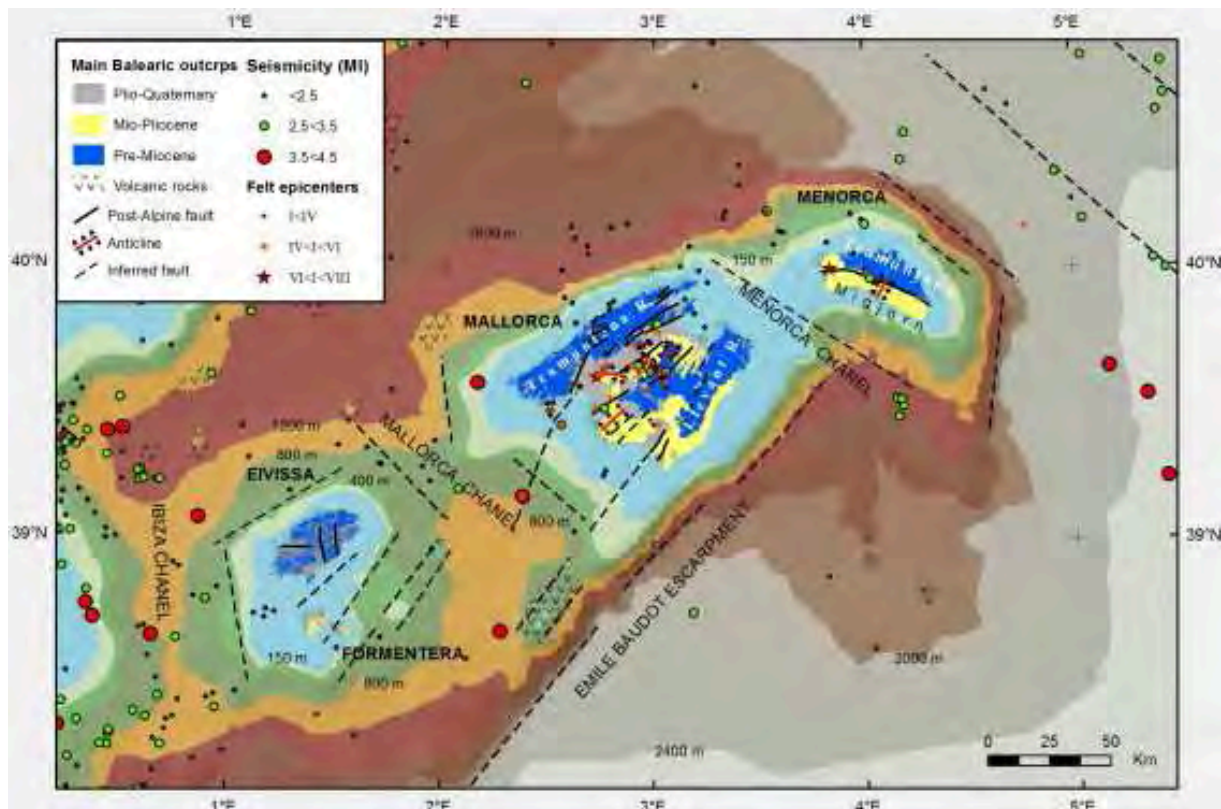 1°E 2°E 3°E 4°E 5°E
Main Balearic outcrps
Plio-Quaternary
Mio-Pliocene
Pre-Miocene
Volcanic rocks
Post-Alpine fault
Anticline
Inferred fault
Seismicity (Ml)
<2.5
2.5<3.5
3.5<4.5
Felt epicenters
I<IV
IV<I<VI
VI<I<VIII
40°N
40°N
MENORCA
150 m
Tramuntana
Migjorn
MENORCA CHANEL
MALLORCA
Tramuntana R.
Llevant R.
1800 m
800 m
EIVISSA
400 m
MALLORCA CHANEL
800 m
39°N
39°N
IBIZA CHANEL
EMILE BAUDOT ESCARPMENT
FORMENTERA
150 m
800 m
2000 m
2400 m
0 25 50
Km
1°E 2°E 3°E 4°E 5°E